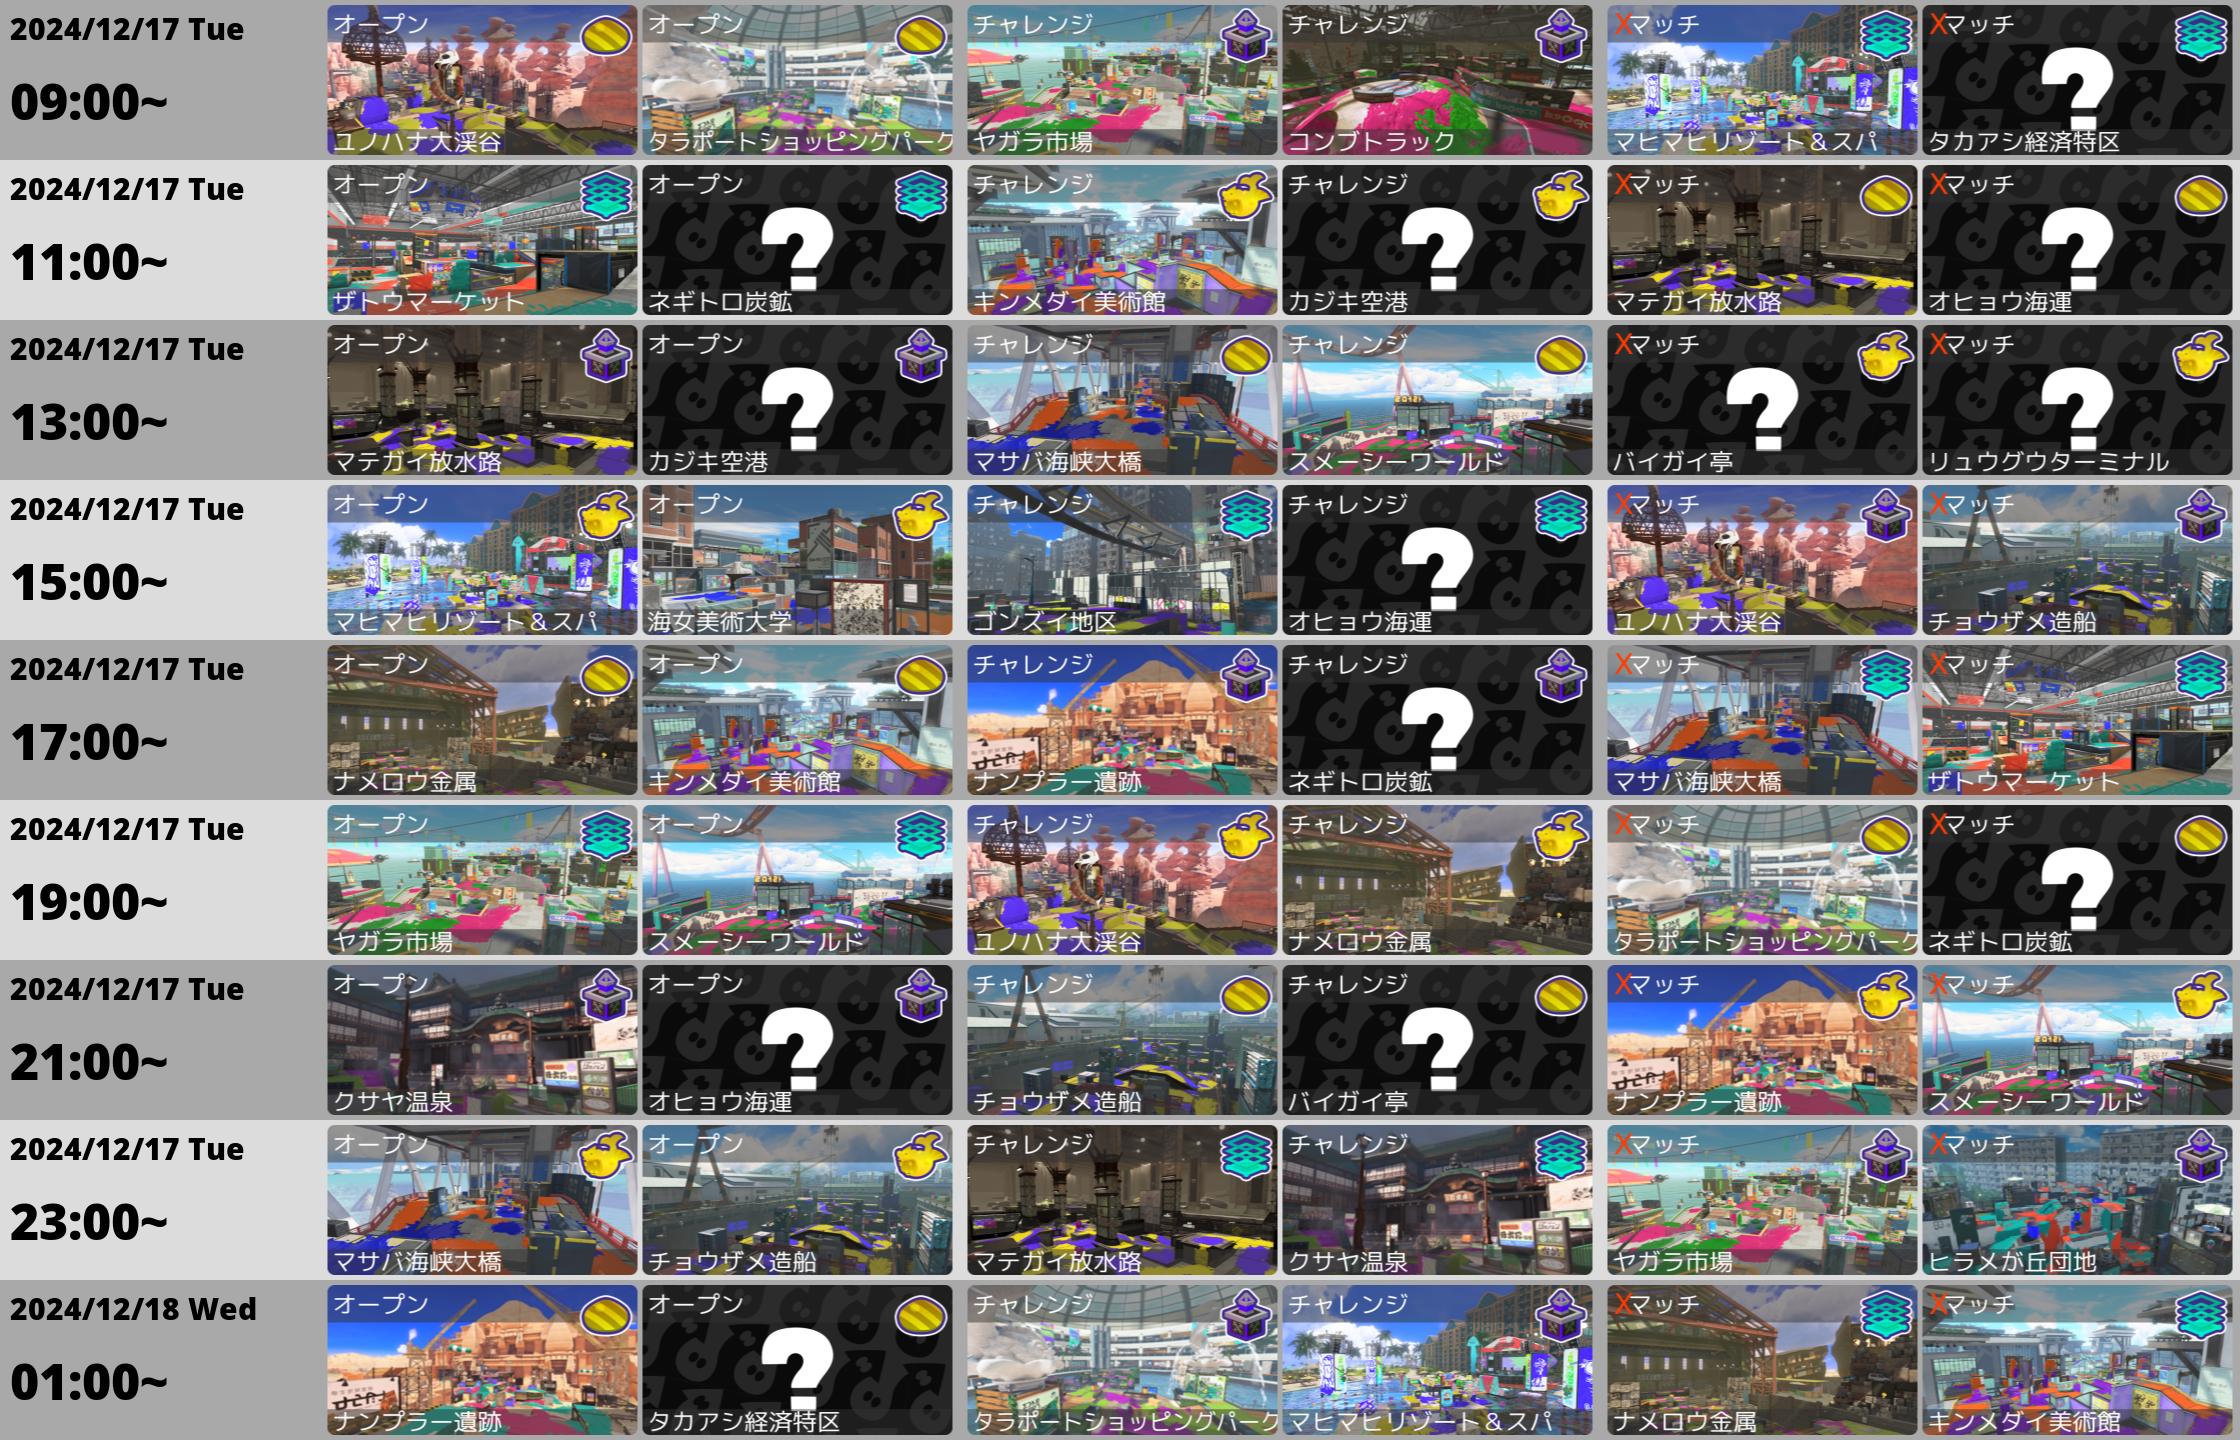 2024/12/17 Tue
09:00~
オープン
ユノハナ大渓谷
オープン
タラポートショッピングパーク
チャレンジ
ヤガラ市場
チャレンジ
コンブトラック
Xマッチ
マヒマヒリゾート＆スパ
Xマッチ
タカアシ経済特区
2024/12/17 Tue
11:00~
オープン
ザトウマーケット
オープン
ネギトロ炭鉱
チャレンジ
キンメダイ美術館
チャレンジ
カジキ空港
Xマッチ
マテガイ放水路
Xマッチ
オヒョウ海運
2024/12/17 Tue
13:00~
オープン
マテガイ放水路
オープン
カジキ空港
チャレンジ
マサバ海峡大橋
チャレンジ
スメーシーワールド
Xマッチ
バイガイ亭
Xマッチ
リュウグウターミナル
2024/12/17 Tue
15:00~
オープン
マヒマヒリゾート＆スパ
オープン
海女美術大学
チャレンジ
ゴンズイ地区
チャレンジ
オヒョウ海運
Xマッチ
ユノハナ大渓谷
Xマッチ
チョウザメ造船
2024/12/17 Tue
17:00~
オープン
ナメロウ金属
オープン
キンメダイ美術館
チャレンジ
ナンプラー遺跡
チャレンジ
ネギトロ炭鉱
Xマッチ
マサバ海峡大橋
Xマッチ
ザトウマーケット
2024/12/17 Tue
19:00~
オープン
ヤガラ市場
オープン
スメーシーワールド
チャレンジ
ユノハナ大渓谷
チャレンジ
ナメロウ金属
Xマッチ
タラポートショッピングパーク
Xマッチ
ネギトロ炭鉱
2024/12/17 Tue
21:00~
オープン
クサヤ温泉
オープン
オヒョウ海運
チャレンジ
チョウザメ造船
チャレンジ
バイガイ亭
Xマッチ
ナンプラー遺跡
Xマッチ
スメーシーワールド
2024/12/17 Tue
23:00~
オープン
マサバ海峡大橋
オープン
チョウザメ造船
チャレンジ
マテガイ放水路
チャレンジ
クサヤ温泉
Xマッチ
ヤガラ市場
Xマッチ
ヒラメが丘団地
2024/12/18 Wed
01:00~
オープン
ナンプラー遺跡
オープン
タカアシ経済特区
チャレンジ
タラポートショッピングパーク
チャレンジ
マヒマヒリゾート＆スパ
Xマッチ
ナメロウ金属
Xマッチ
キンメダイ美術館